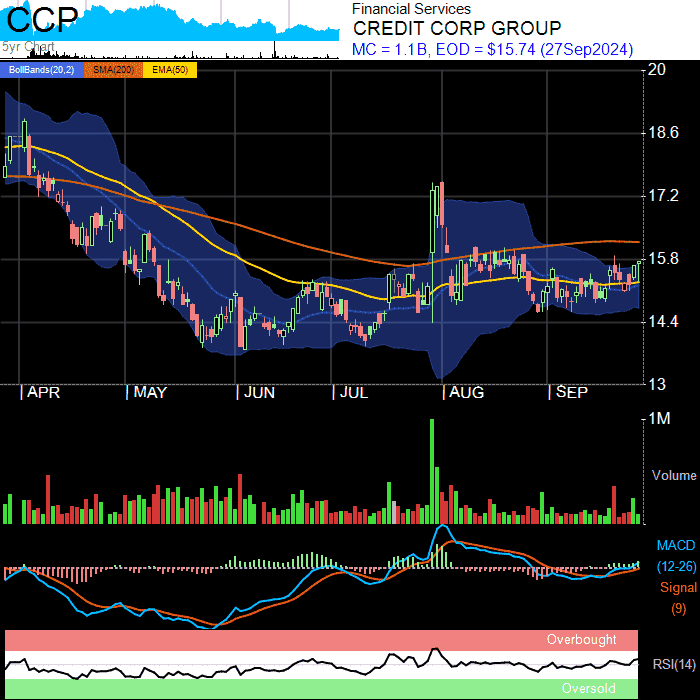 CCP
5yr Chart
Financial Services
CREDIT CORP GROUP
MC = 1.1B, EOD = $15.74 (27Sep2024)
BollBands(20,2) SMA(200) EMA(50)
20
18.6
17.2
15.8
14.4
13
APR MAY JUN JUL AUG SEP
1M
Volume
MACD
(12-26)
Signal
(9)
Overbought
RSI(14)
Oversold